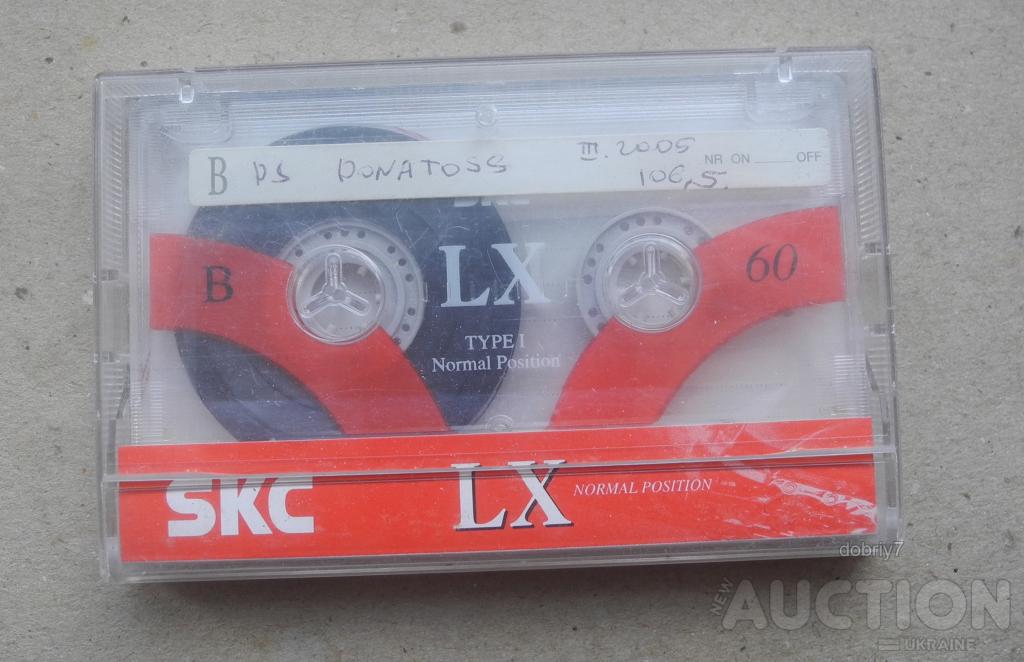 B DS DONATOSS III. 2005
106,5. NR ON OFF
SKC
LX
B
60
TYPE I
Normal Position
SKC LX NORMAL POSITION
dobriy7
NEW AUCTION
UKRAINE